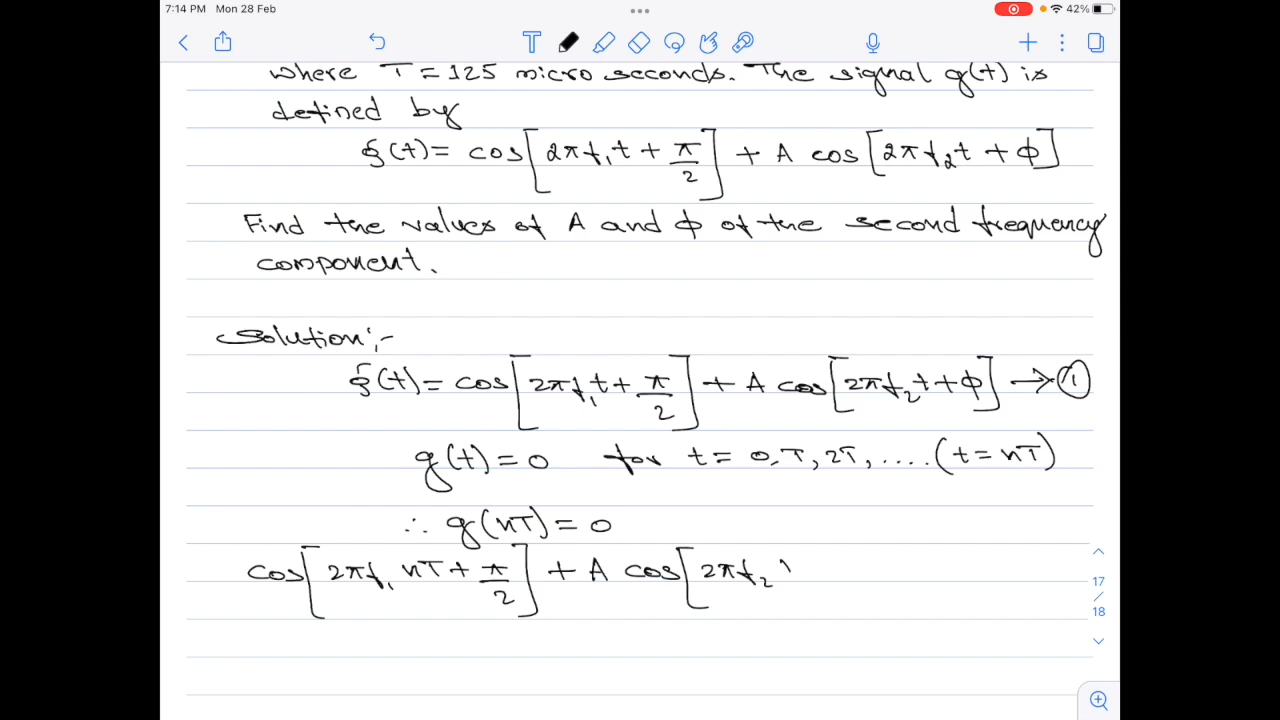 7:14 PM Mon 28 Feb
42%
where T = 125 micro seconds. The signal g(t) is
defined by
g(t) = cos[2πf₁t + π/2] + A cos[2πf₂t + Φ]
Find the values of A and Φ of the second frequency
component.
Solution:-
g(t) = cos[2πf₁t + π/2] + A cos[2πf₂t + Φ] → ①
g(t) = 0 for t = 0, T, 2T, .... (t = nT)
∴ g(nT) = 0
cos[2πf₁ nT + π/2] + A cos[2πf₂
17
/
18